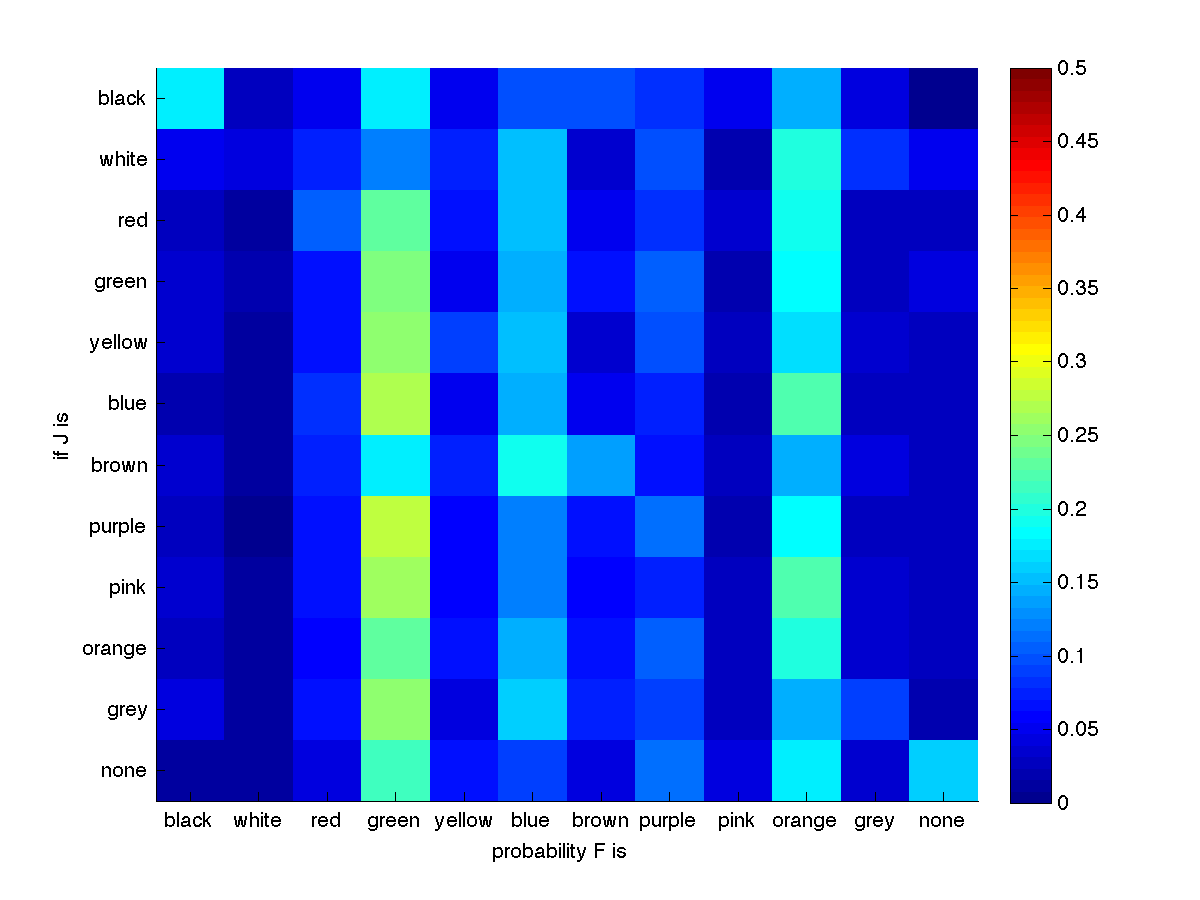 black
white
red
green
yellow
blue
brown
purple
pink
orange
grey
none
if J is
black white red green yellow blue brown purple pink orange grey none
probability F is
0.5
0.45
0.4
0.35
0.3
0.25
0.2
0.15
0.1
0.05
0